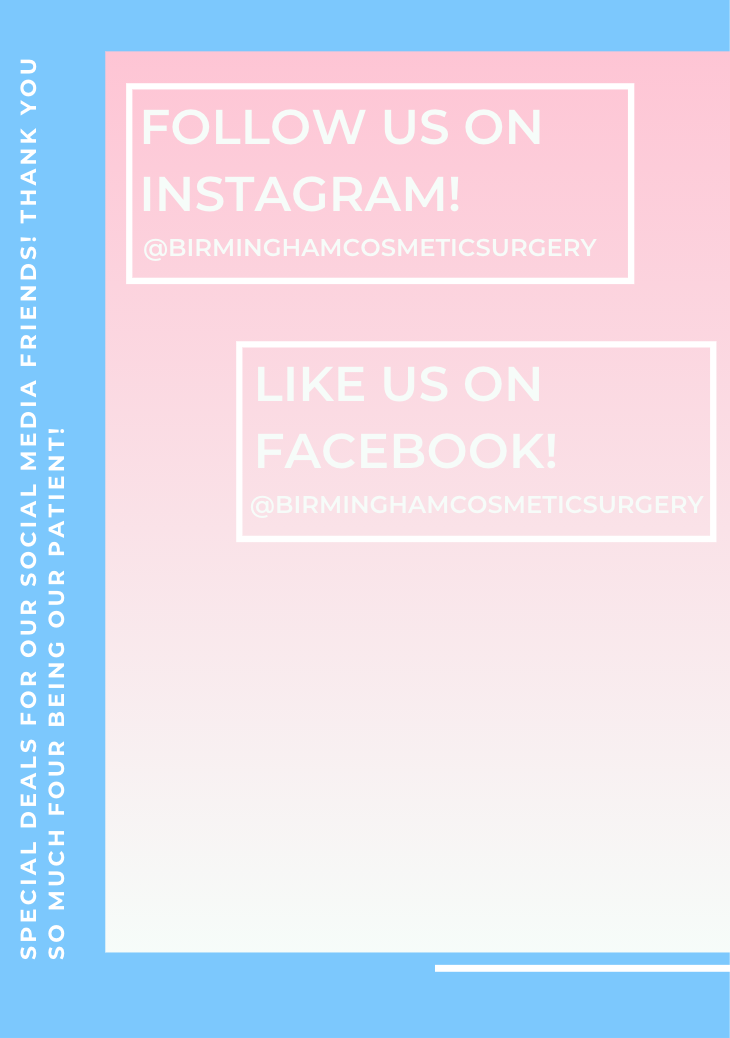 FOLLOW US ON
INSTAGRAM!
@BIRMINGHAMCOSMETICSURGERY
LIKE US ON
FACEBOOK!
@BIRMINGHAMCOSMETICSURGERY
SPECIAL DEALS FOR OUR SOCIAL MEDIA FRIENDS! THANK YOU
SO MUCH FOUR BEING OUR PATIENT!